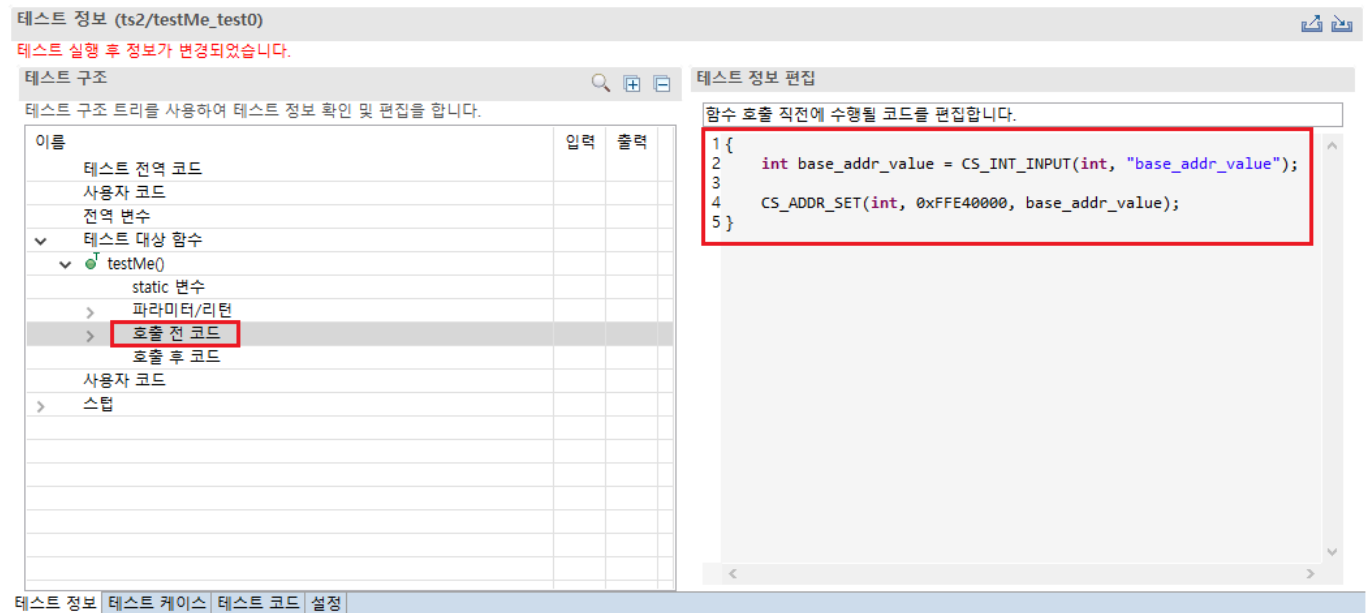 테스트 정보 (ts2/testMe_test0)
테스트 실행 후 정보가 변경되었습니다.
테스트 구조
테스트 구조 트리를 사용하여 테스트 정보 확인 및 편집을 합니다.
이름 입력 출력
테스트 전역 코드
사용자 코드
전역 변수
테스트 대상 함수
T testMe()
static 변수
파라미터/리턴
호출 전 코드
호출 후 코드
사용자 코드
스텁
테스트 정보 편집
함수 호출 직전에 수행될 코드를 편집합니다.
1 {
2 int base_addr_value = CS_INT_INPUT(int, "base_addr_value");
3
4 CS_ADDR_SET(int, 0xFFE40000, base_addr_value);
5 }
테스트 정보 테스트 케이스 테스트 코드 설정